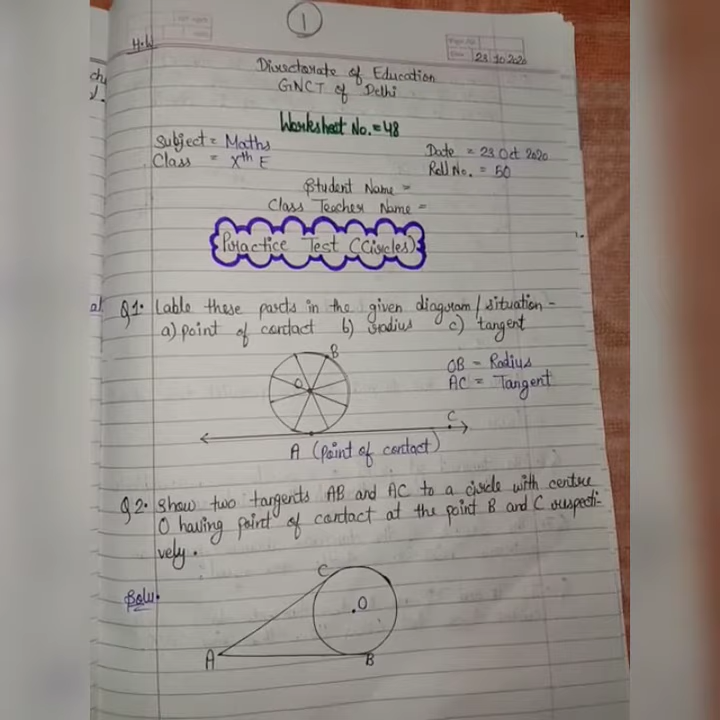 1
H.W
Date 23 10 2020
Directorate of Education
GNCT of Delhi
Worksheet No. = 48
Subject = Maths
Class = Xth E
Date = 23 Oct 2020
Roll No. = 50
Student Name =
Class Teacher Name =
Practice Test (Circles)
Q1. Lable these parts in the given diagram/situation -
a) point of contact b) radius c) tangent
B
O
OB = Radius
AC = Tangent
C
A (Point of contact)
Q2. Show two tangents AB and AC to a circle with centre
O having point of contact at the point B and C respecti-
vely.
Solu.
C
O
A
B